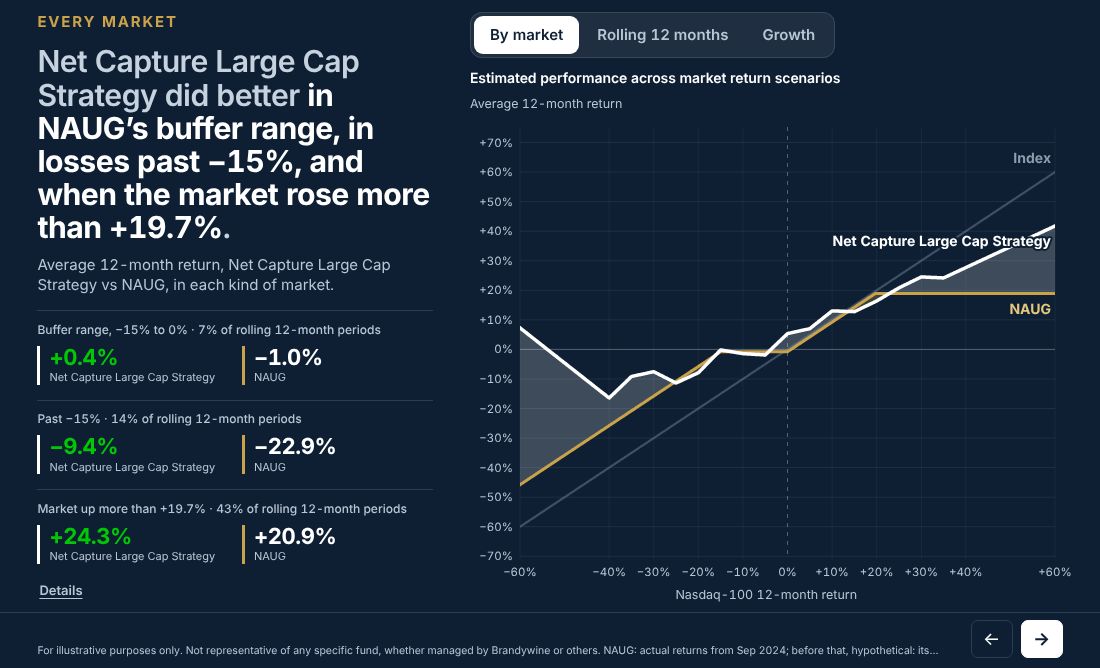 EVERY MARKET
Net Capture Large Cap
Strategy did better in
NAUG’s buffer range, in
losses past −15%, and
when the market rose more
than +19.7%.
Average 12-month return, Net Capture Large Cap
Strategy vs NAUG, in each kind of market.
Buffer range, −15% to 0% · 7% of rolling 12-month periods
+0.4%
Net Capture Large Cap Strategy
−1.0%
NAUG
Past −15% · 14% of rolling 12-month periods
−9.4%
Net Capture Large Cap Strategy
−22.9%
NAUG
Market up more than +19.7% · 43% of rolling 12-month periods
+24.3%
Net Capture Large Cap Strategy
+20.9%
NAUG
Details
By market
Rolling 12 months
Growth
Estimated performance across market return scenarios
Average 12-month return
+70%
+60%
+50%
+40%
+30%
+20%
+10%
0%
−10%
−20%
−30%
−40%
−50%
−60%
−70%
Index
Net Capture Large Cap Strategy
NAUG
−60% −40% −30% −20% −10% 0% +10% +20% +30% +40% +60%
Nasdaq-100 12-month return
For illustrative purposes only. Not representative of any specific fund, whether managed by Brandywine or others. NAUG: actual returns from Sep 2024; before that, hypothetical: its…